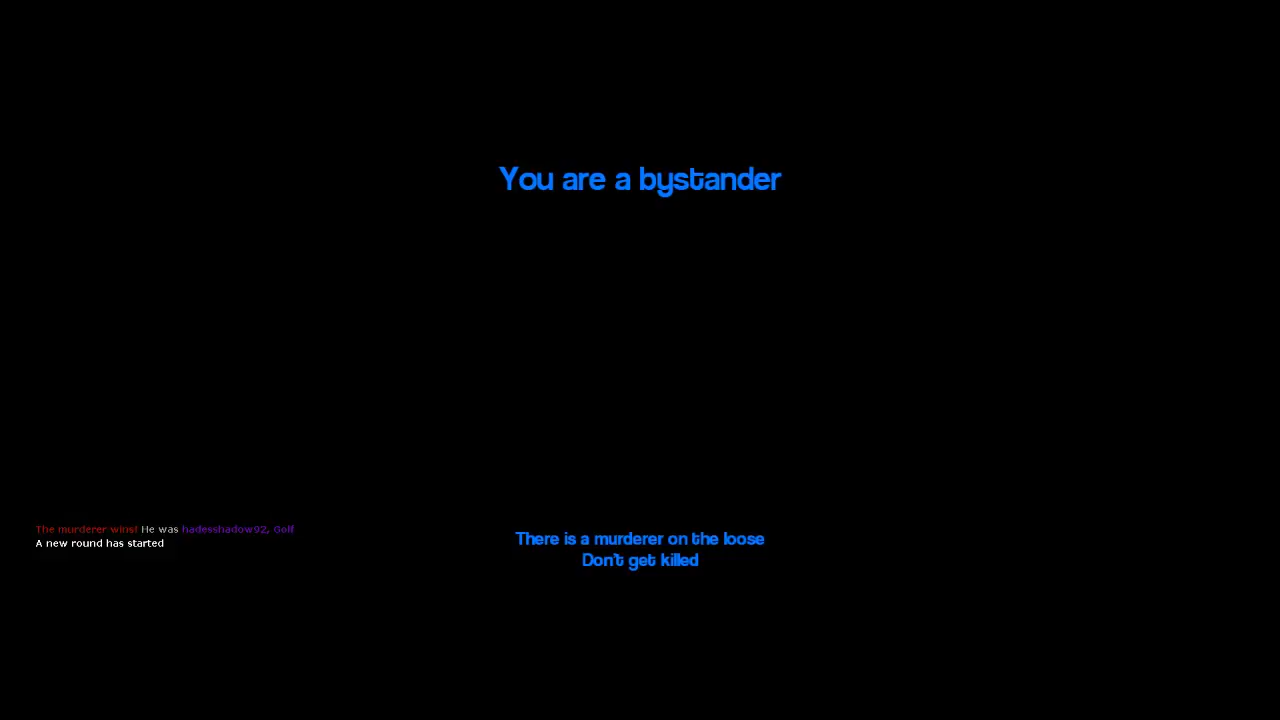 You are a bystander
The murderer wins! He was hadesshadow92, Golf
A new round has started
There is a murderer on the loose
Don't get killed